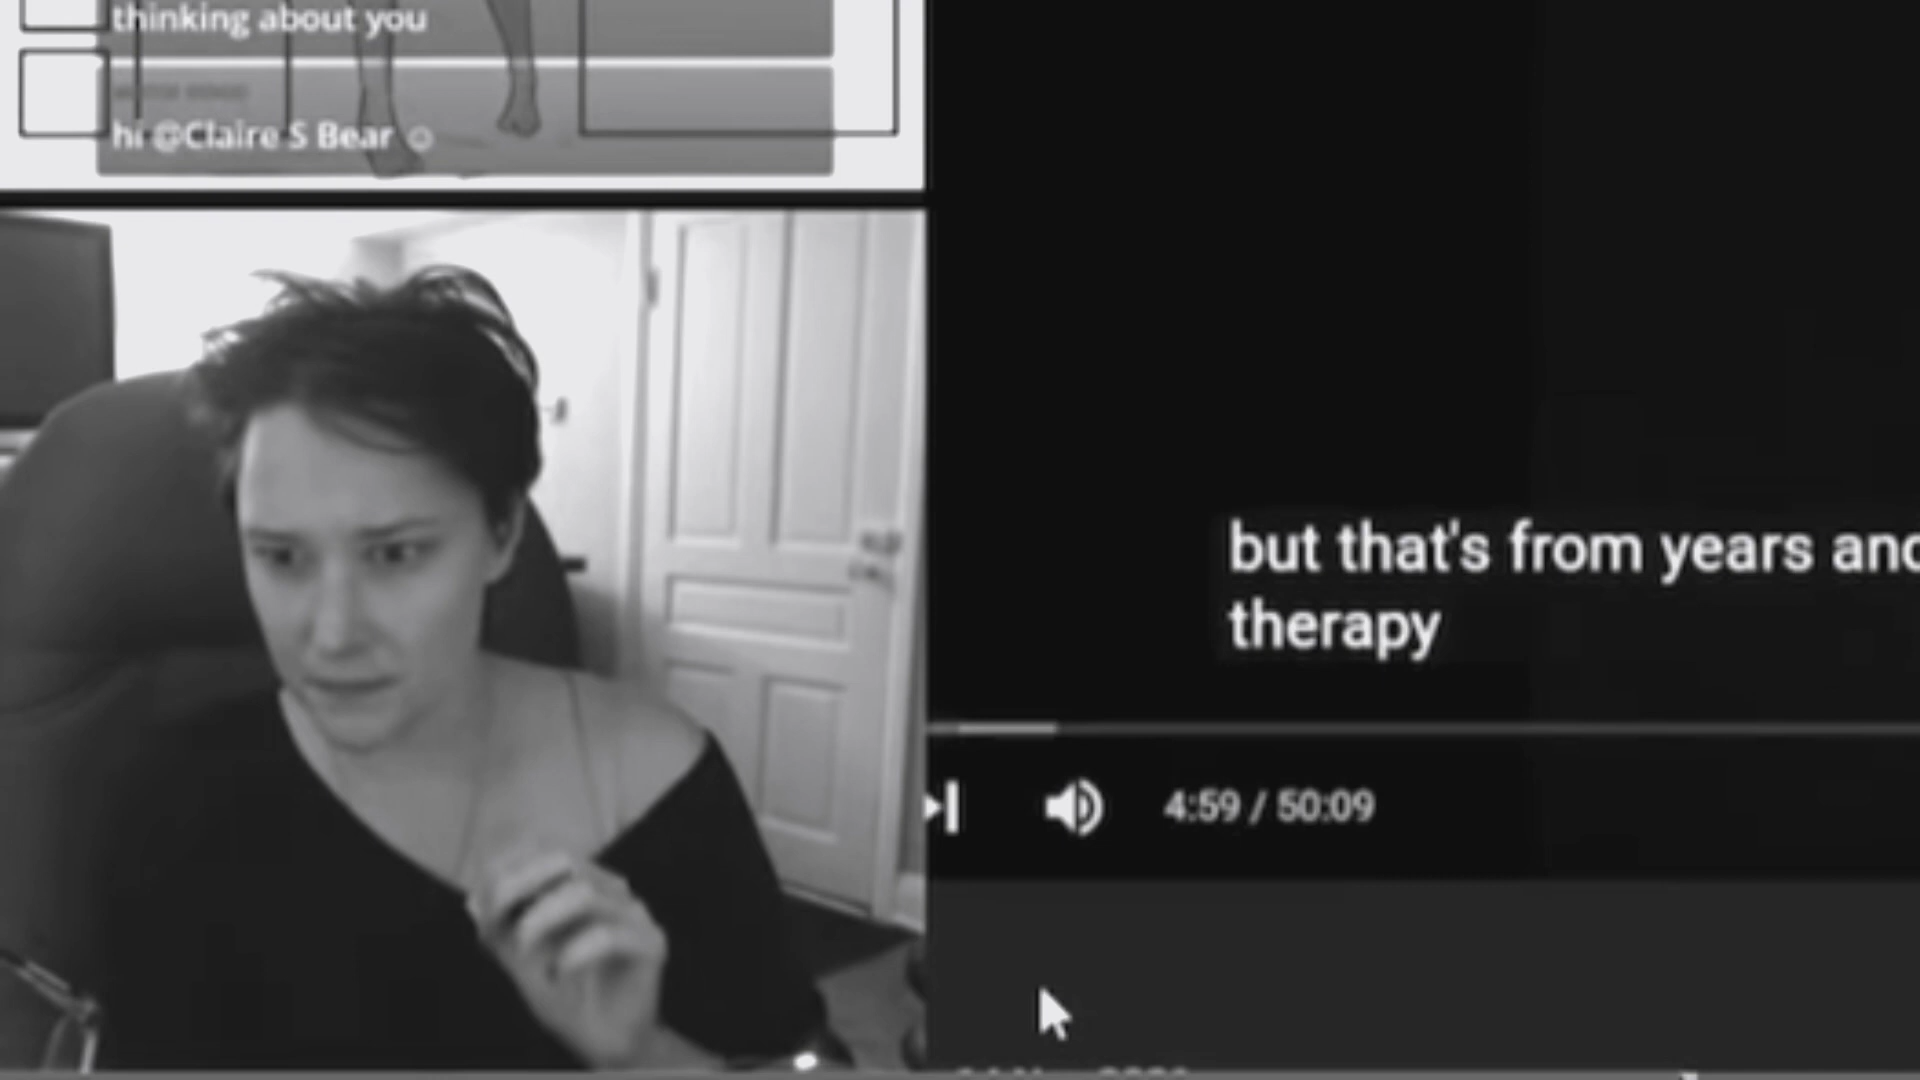 thinking about you
hi @Claire S Bear ☺
but that's from years and
therapy
4:59 / 50:09